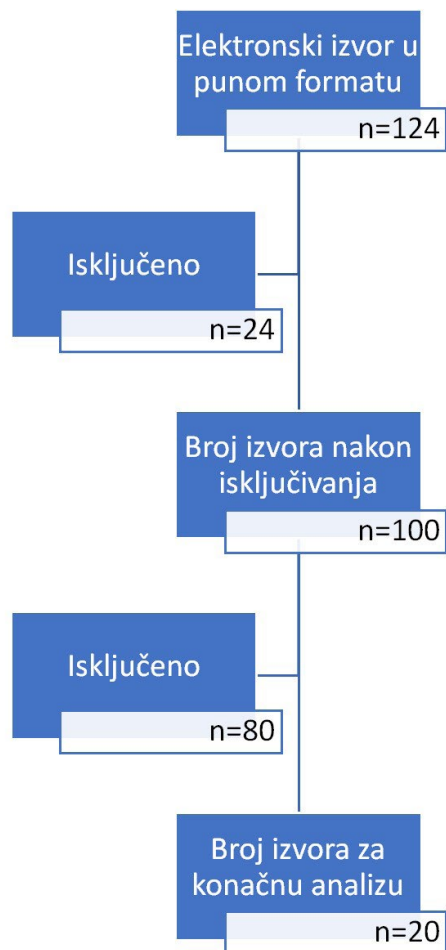 Elektronski izvor u
punom formatu
n=124
Isključeno
n=24
Broj izvora nakon
isključivanja
n=100
Isključeno
n=80
Broj izvora za
konačnu analizu
n=20